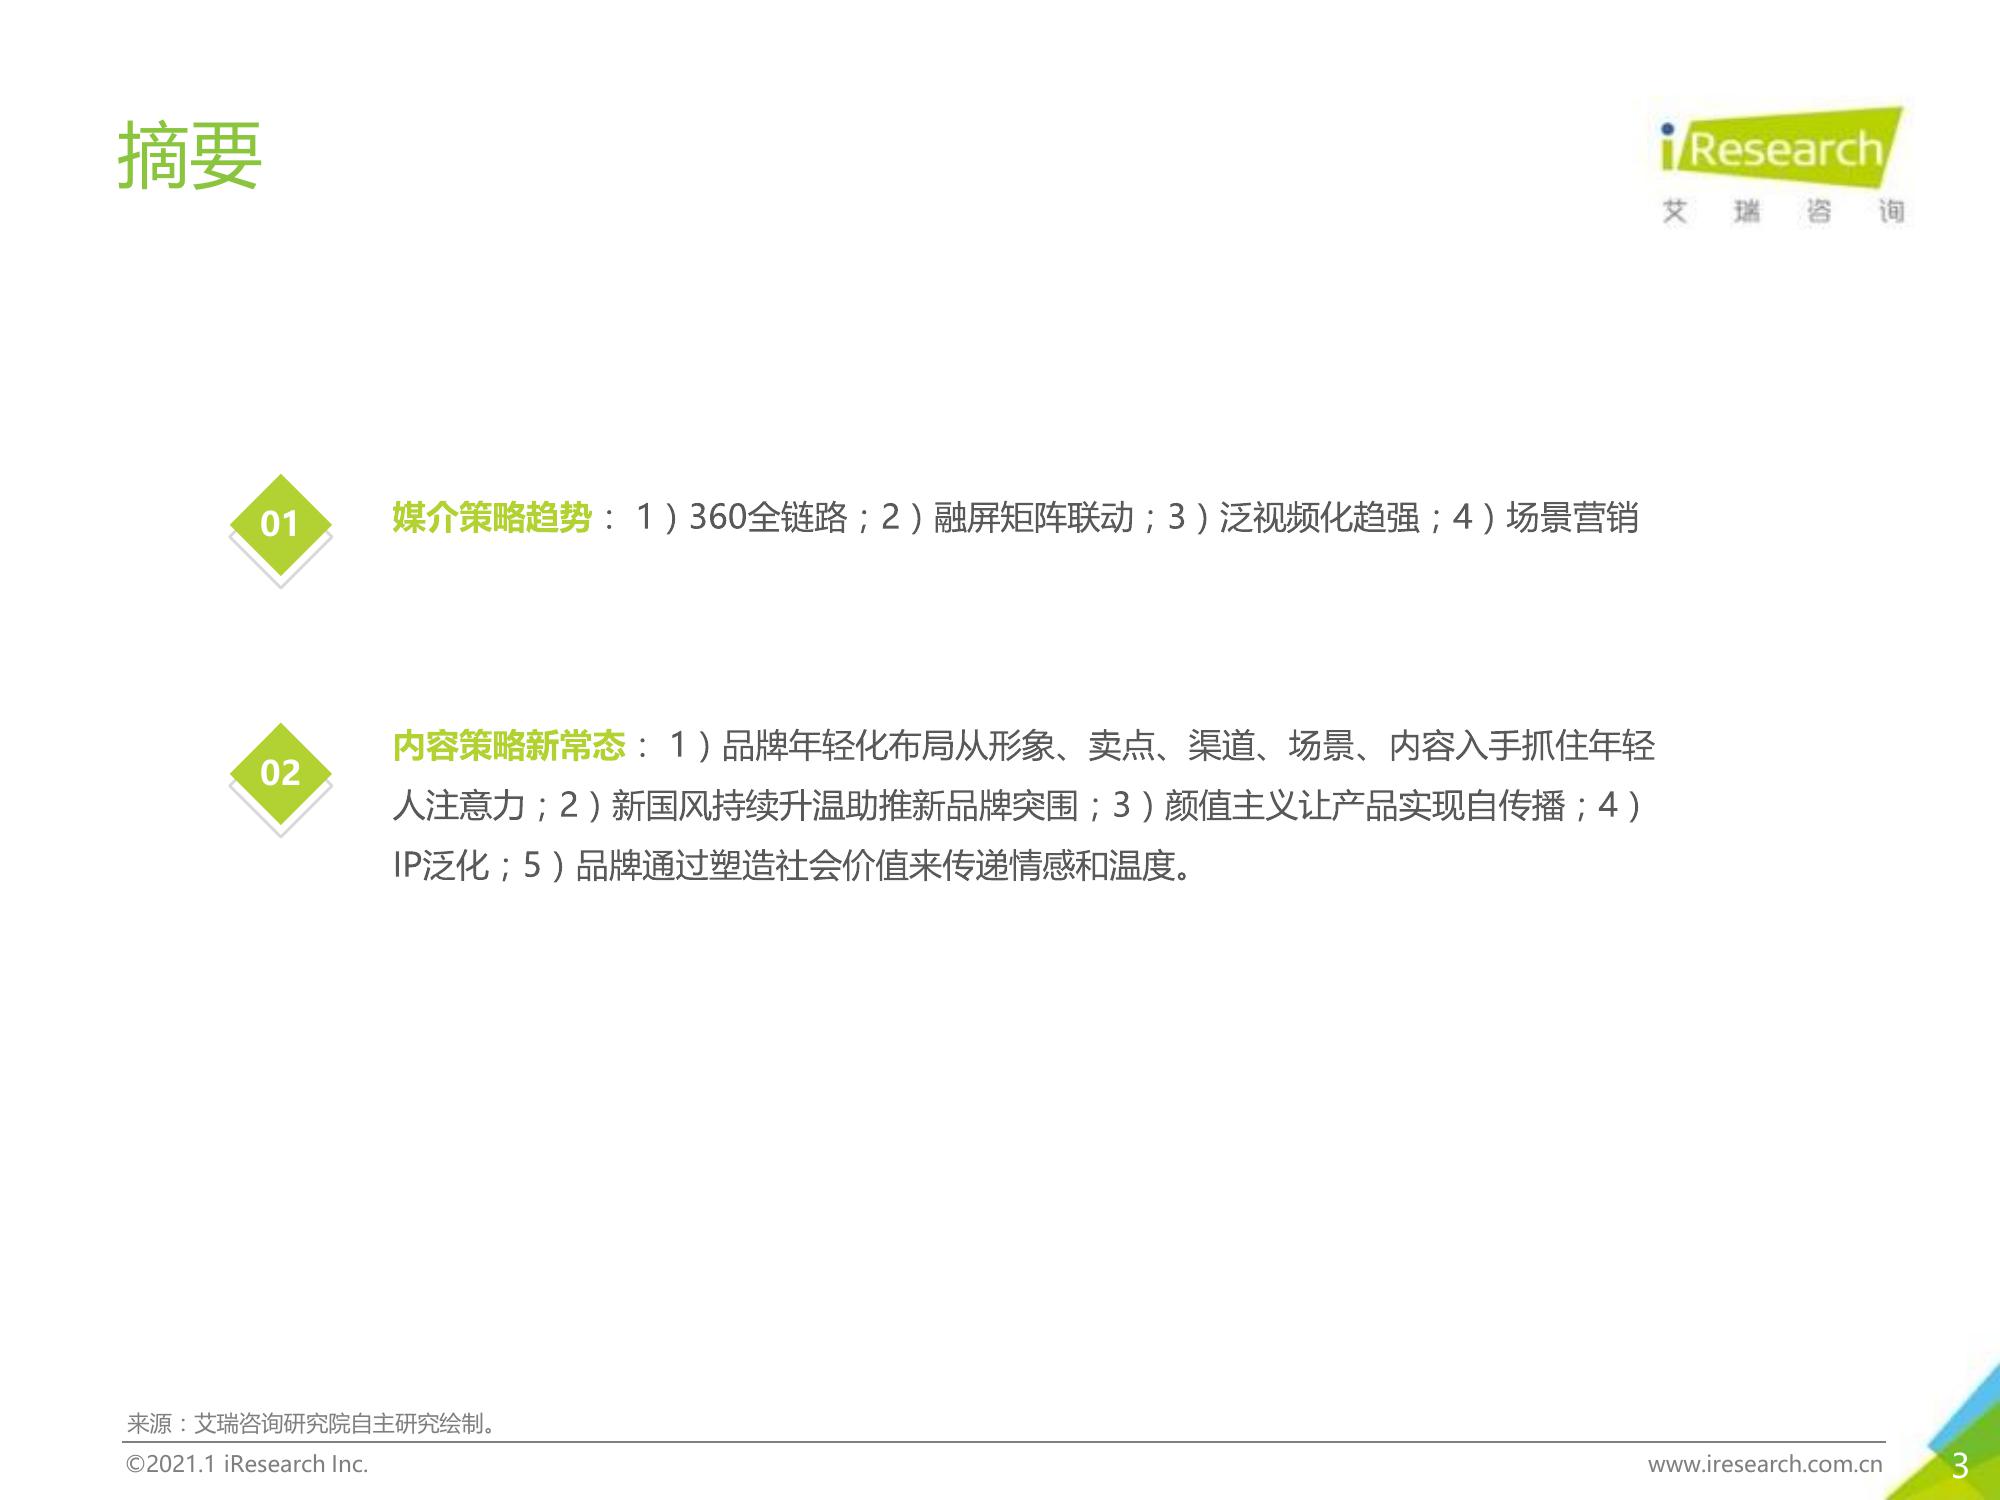 摘要
iResearch
艾瑞咨询
01
媒介策略趋势：1）360全链路；2）融屏矩阵联动；3）泛视频化趋强；4）场景营销
02
内容策略新常态：1）品牌年轻化布局从形象、卖点、渠道、场景、内容入手抓住年轻
人注意力；2）新国风持续升温助推新品牌突围；3）颜值主义让产品实现自传播；4）
IP泛化；5）品牌通过塑造社会价值来传递情感和温度。
来源：艾瑞咨询研究院自主研究绘制。
©2021.1 iResearch Inc.
www.iresearch.com.cn
3